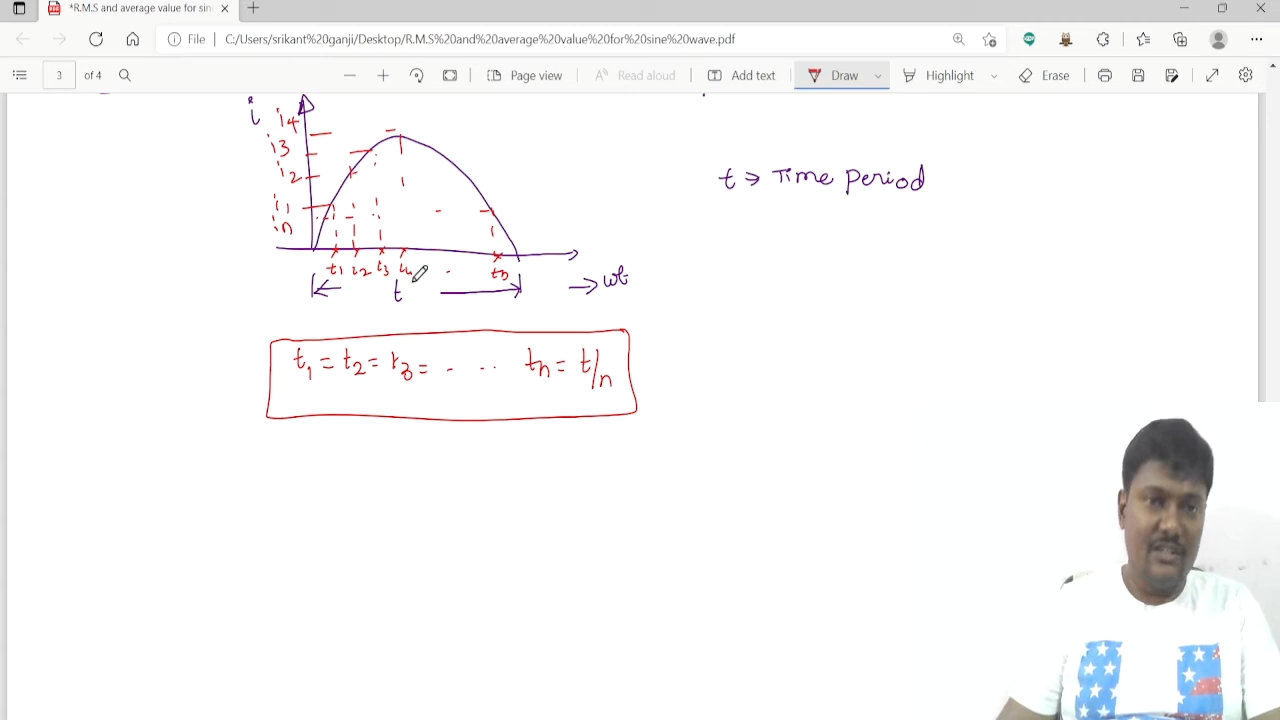 *R.M.S and average value for sin
File
C:/Users/srikant%20ganji/Desktop/R.M.S%20and%20average%20value%20for%20sine%20wave.pdf
3 of 4
Page view
Read aloud
Add text
Draw
Highlight
Erase
i
i4
i3
i2
i1
in
t → Time period
t1 t2 t3 t4 tn
t
→ wt
t1 = t2 = t3 = - .. tn = t/n